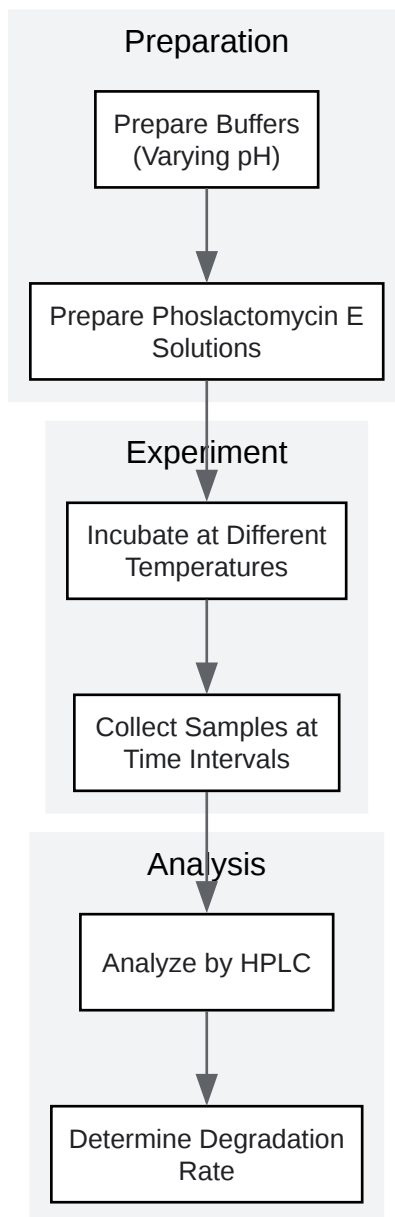 Preparation
Prepare Buffers
(Varying pH)
Prepare Phoslactomycin E
Solutions
Experiment
Incubate at Different
Temperatures
Collect Samples at
Time Intervals
Analysis
Analyze by HPLC
Determine Degradation
Rate